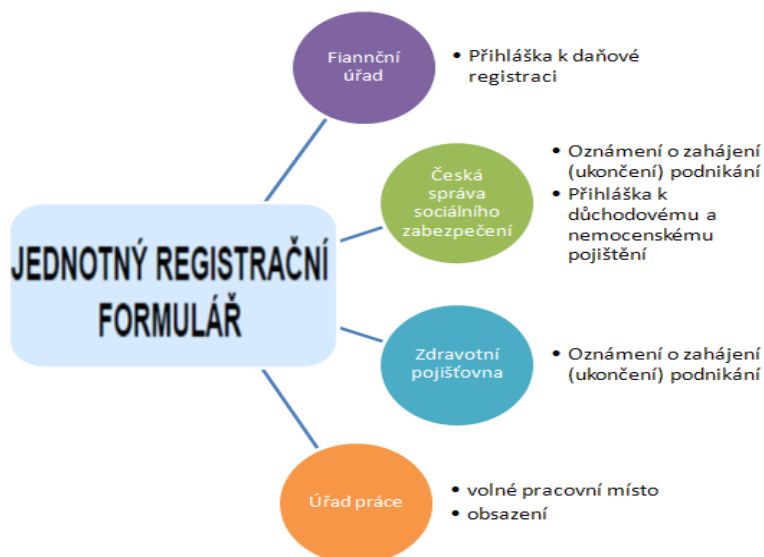 Fiannční
úřad
• Přihláška k daňové
registraci
Česká
správa
sociálního
zabezpečení
• Oznámení o zahájení
(ukončení) podnikání
• Přihláška k
důchodovému a
nemocenskému
pojištění
JEDNOTNÝ REGISTRAČNÍ
FORMULÁŘ
Zdravotní
pojišťovna
• Oznámení o zahájení
(ukončení) podnikání
Úřad práce
• volné pracovní místo
• obsazení